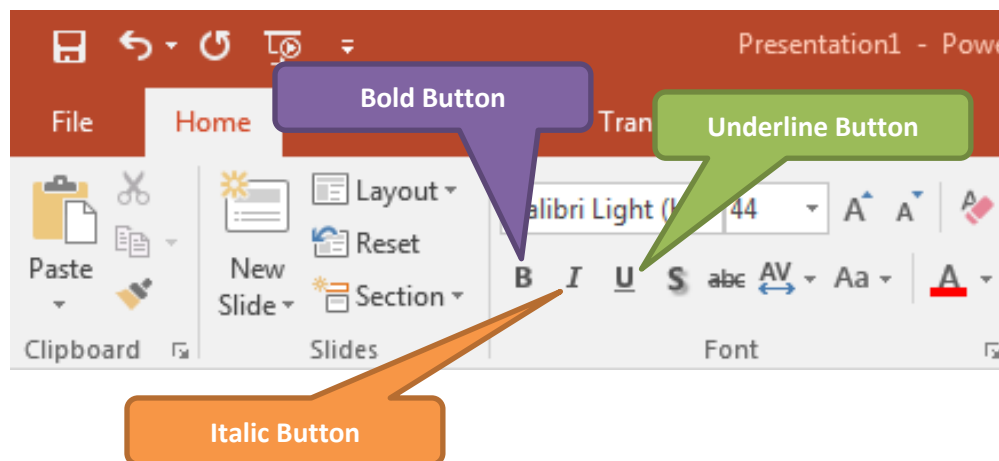 Presentation1 - Pow
Bold Button
File Home Tran Underline Button
Layout
alibri Light ( 44 A A A
Reset
Paste New
Slide
B I U S abc AV Aa A
Section
Clipboard Slides Font
Italic Button